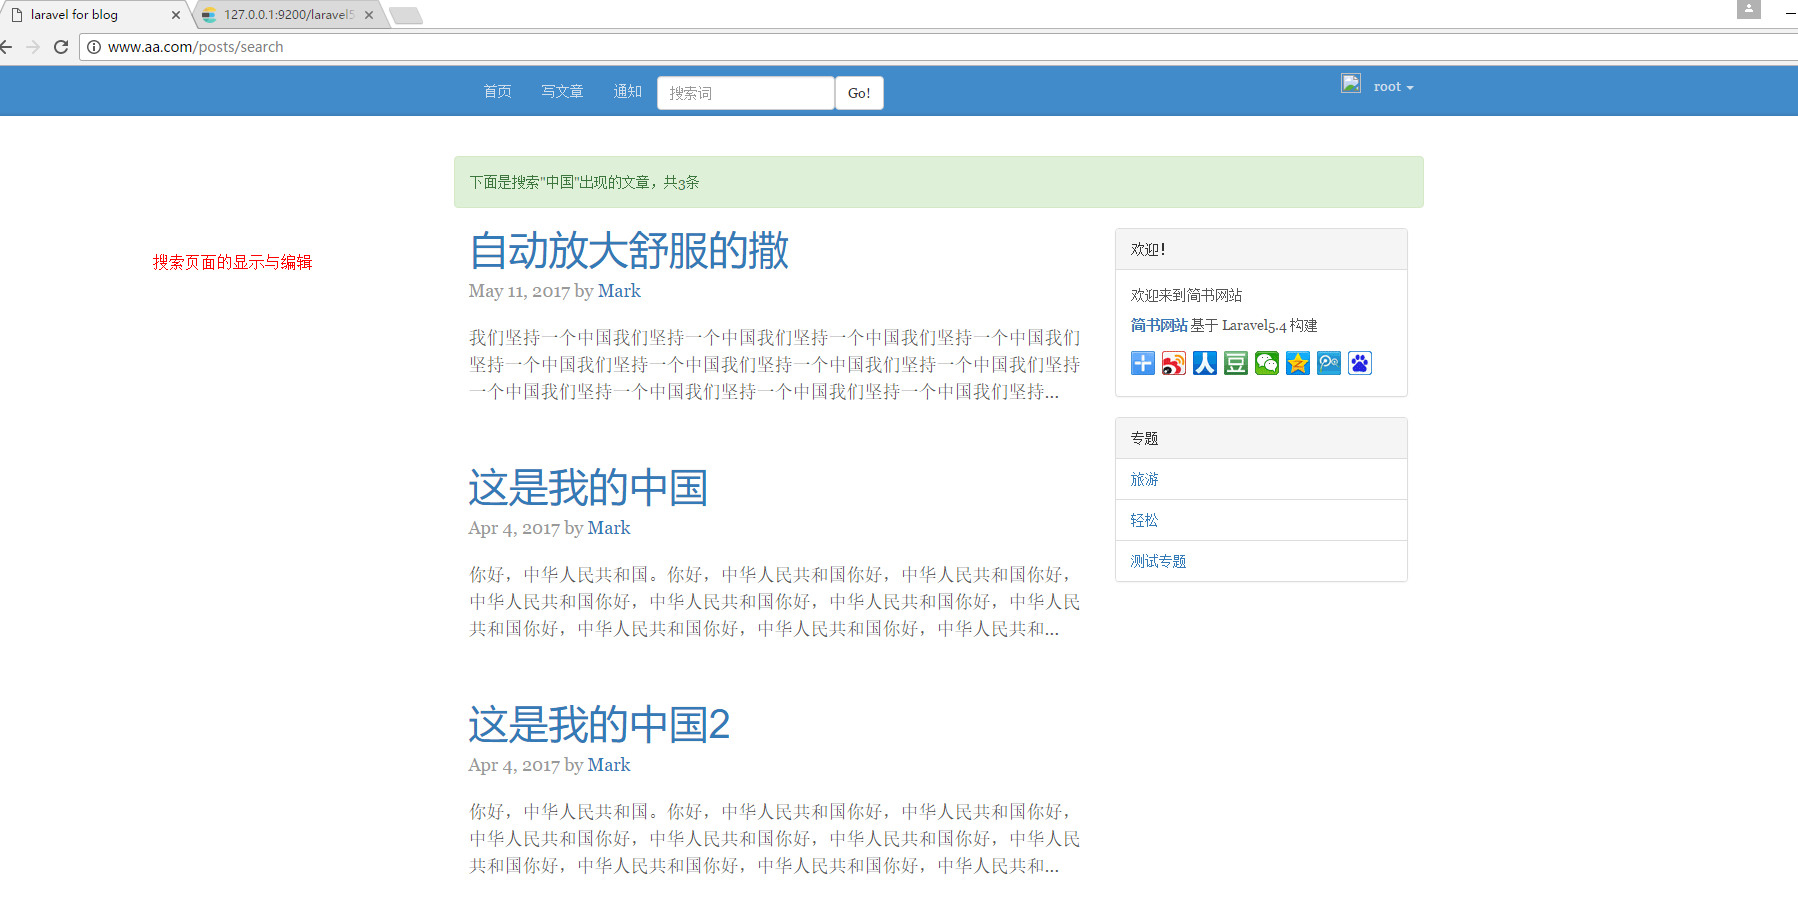 laravel for blog
127.0.0.1:9200/laravel5
www.aa.com/posts/search
首页
写文章
通知
搜索词
Go!
root
下面是搜索"中国"出现的文章，共3条
搜索页面的显示与编辑
自动放大舒服的撒
May 11, 2017 by Mark
我们坚持一个中国我们坚持一个中国我们坚持一个中国我们坚持一个中国我们
坚持一个中国我们坚持一个中国我们坚持一个中国我们坚持一个中国我们坚持
一个中国我们坚持一个中国我们坚持一个中国我们坚持一个中国我们坚持...
这是我的中国
Apr 4, 2017 by Mark
你好，中华人民共和国。你好，中华人民共和国你好，中华人民共和国你好，
中华人民共和国你好，中华人民共和国你好，中华人民共和国你好，中华人民
共和国你好，中华人民共和国你好，中华人民共和国你好，中华人民共和...
这是我的中国2
Apr 4, 2017 by Mark
你好，中华人民共和国。你好，中华人民共和国你好，中华人民共和国你好，
中华人民共和国你好，中华人民共和国你好，中华人民共和国你好，中华人民
共和国你好，中华人民共和国你好，中华人民共和国你好，中华人民共和...
欢迎！
欢迎来到简书网站
简书网站 基于 Laravel5.4 构建
人
豆
专题
旅游
轻松
测试专题